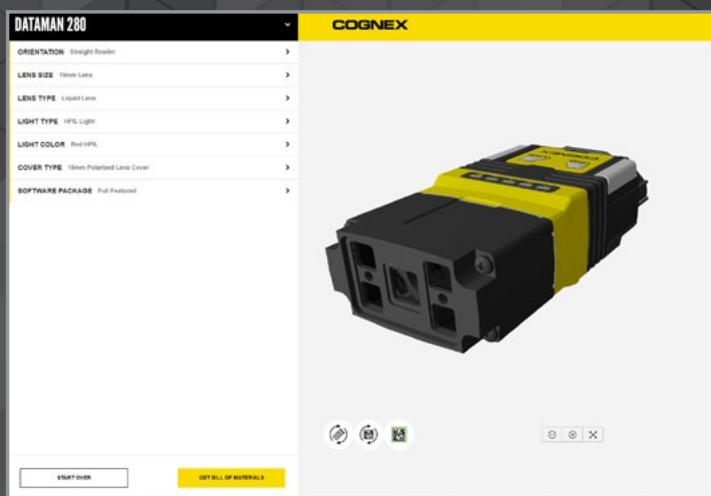 DATAMAN 280
COGNEX
ORIENTATION Straight Reader
LENS SIZE 16mm Lens
LENS TYPE Liquid Lens
LIGHT TYPE HPIL Light
LIGHT COLOR Red HPIL
COVER TYPE 16mm Polarized Lens Cover
SOFTWARE PACKAGE Full Featured
COGNEX
START OVER
GET BILL OF MATERIALS